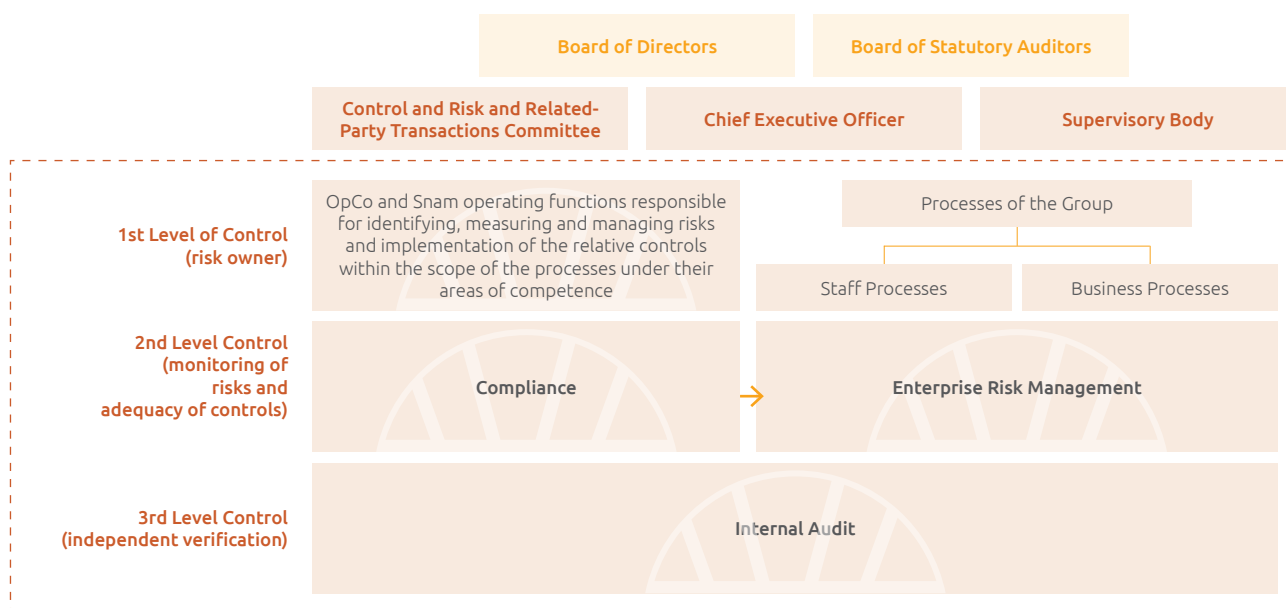 Board of Directors
Board of Statutory Auditors
Control and Risk and Related-
Party Transactions Committee
Chief Executive Officer
Supervisory Body
1st Level of Control
(risk owner)
OpCo and Snam operating functions responsible
for identifying, measuring and managing risks
and implementation of the relative controls
within the scope of the processes under their
areas of competence
Processes of the Group
Staff Processes
Business Processes
2nd Level Control
(monitoring of
risks and
adequacy of controls)
Compliance
Enterprise Risk Management
3rd Level Control
(independent verification)
Internal Audit